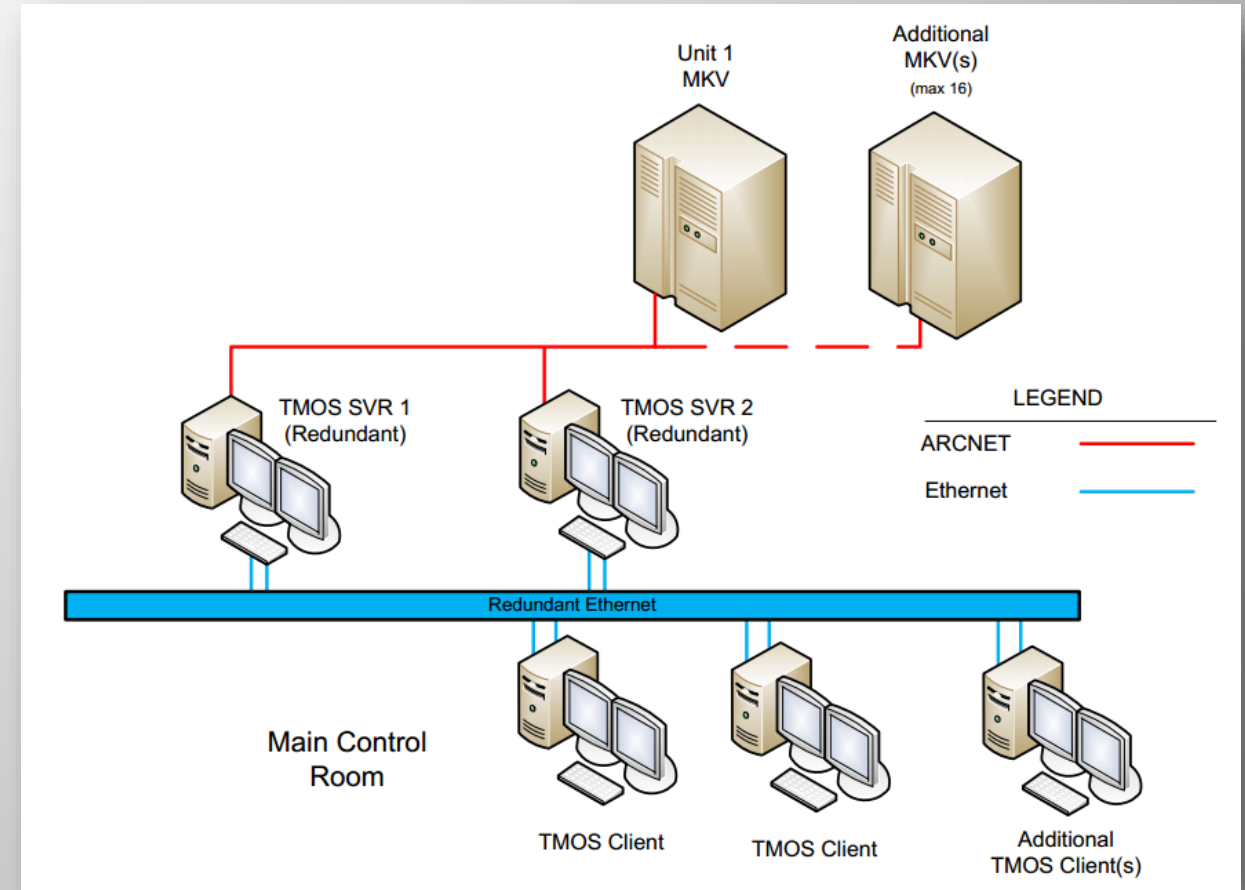 Unit 1
MKV
Additional
MKV(s)
(max 16)
TMOS SVR 1
(Redundant)
TMOS SVR 2
(Redundant)
LEGEND
ARCNET
Ethernet
Redundant Ethernet
Main Control
Room
TMOS Client
TMOS Client
Additional
TMOS Client(s)